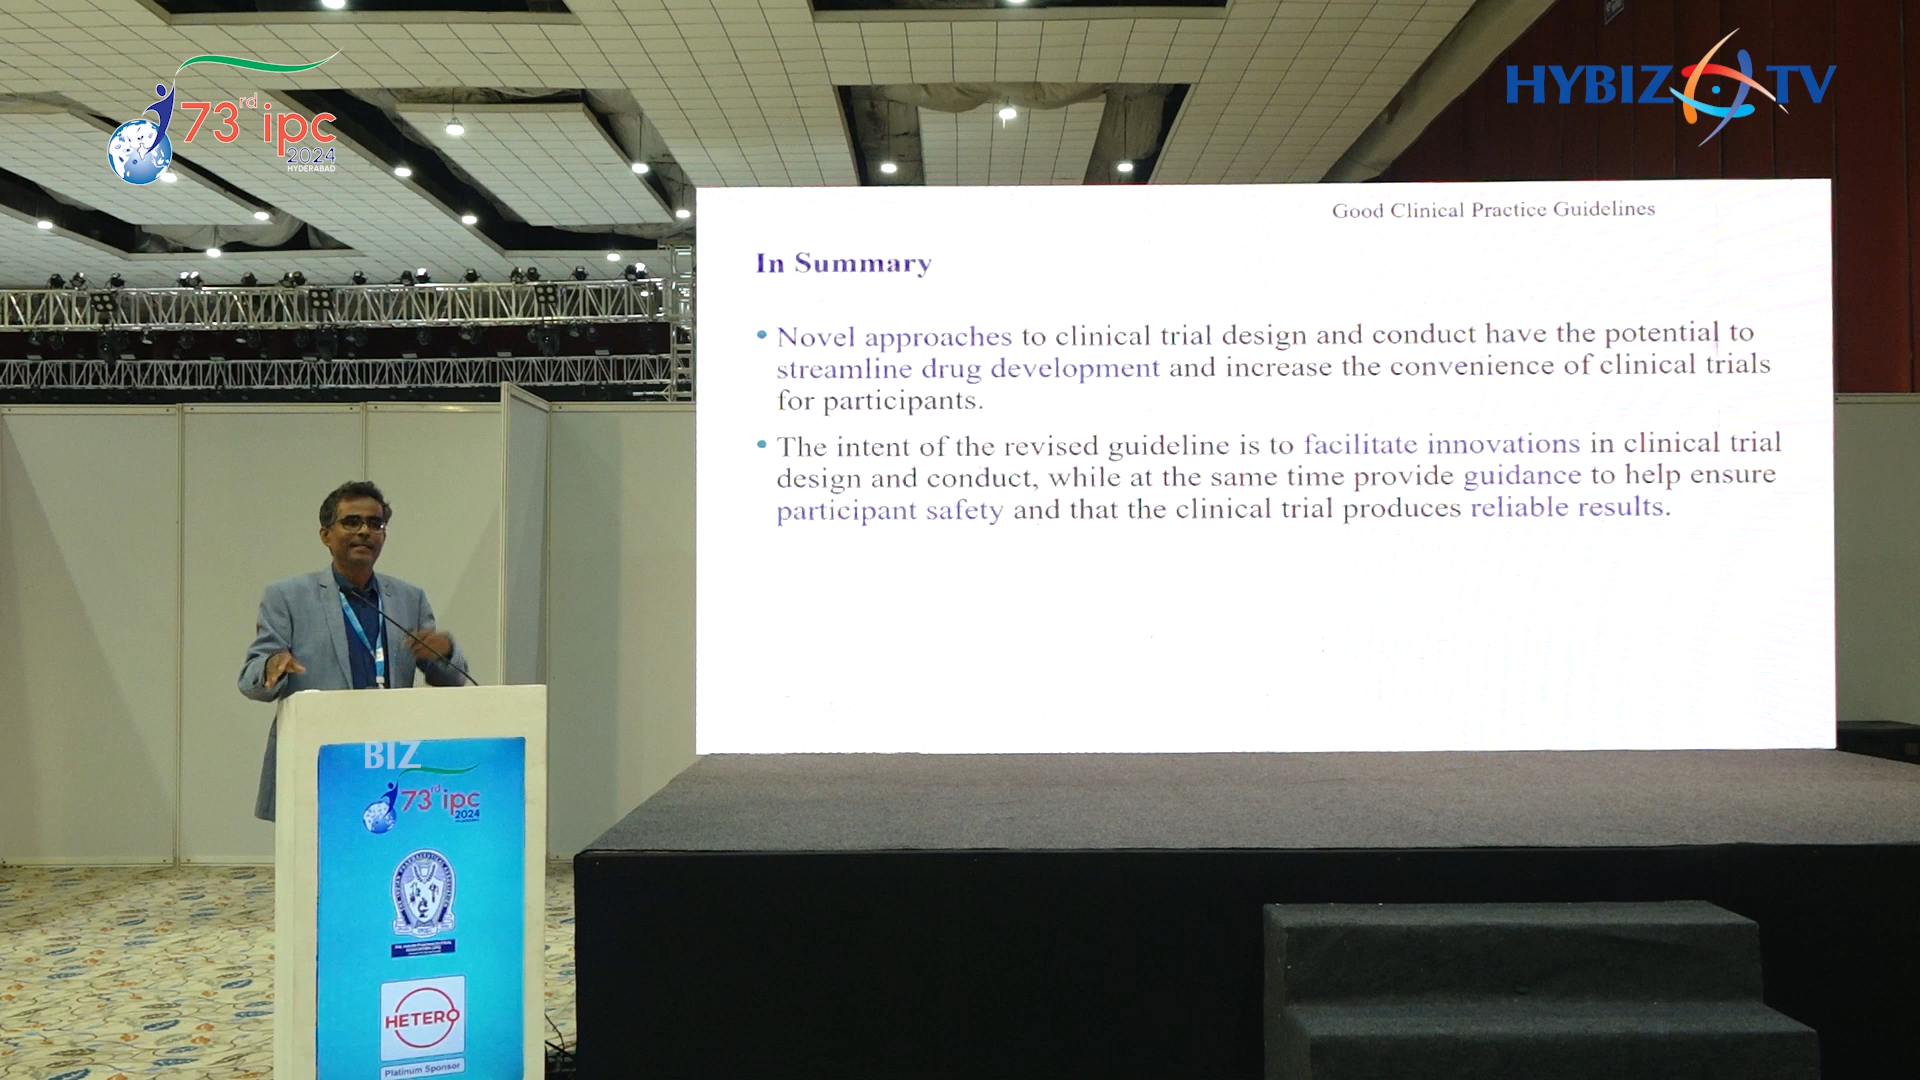 73rd ipc
2024
HYDERABAD
HYBIZ TV
Good Clinical Practice Guidelines
In Summary
• Novel approaches to clinical trial design and conduct have the potential to
streamline drug development and increase the convenience of clinical trials
for participants.
• The intent of the revised guideline is to facilitate innovations in clinical trial
design and conduct, while at the same time provide guidance to help ensure
participant safety and that the clinical trial produces reliable results.
BIZ
73rd ipc
2024
HETERO
Platinum Sponsor